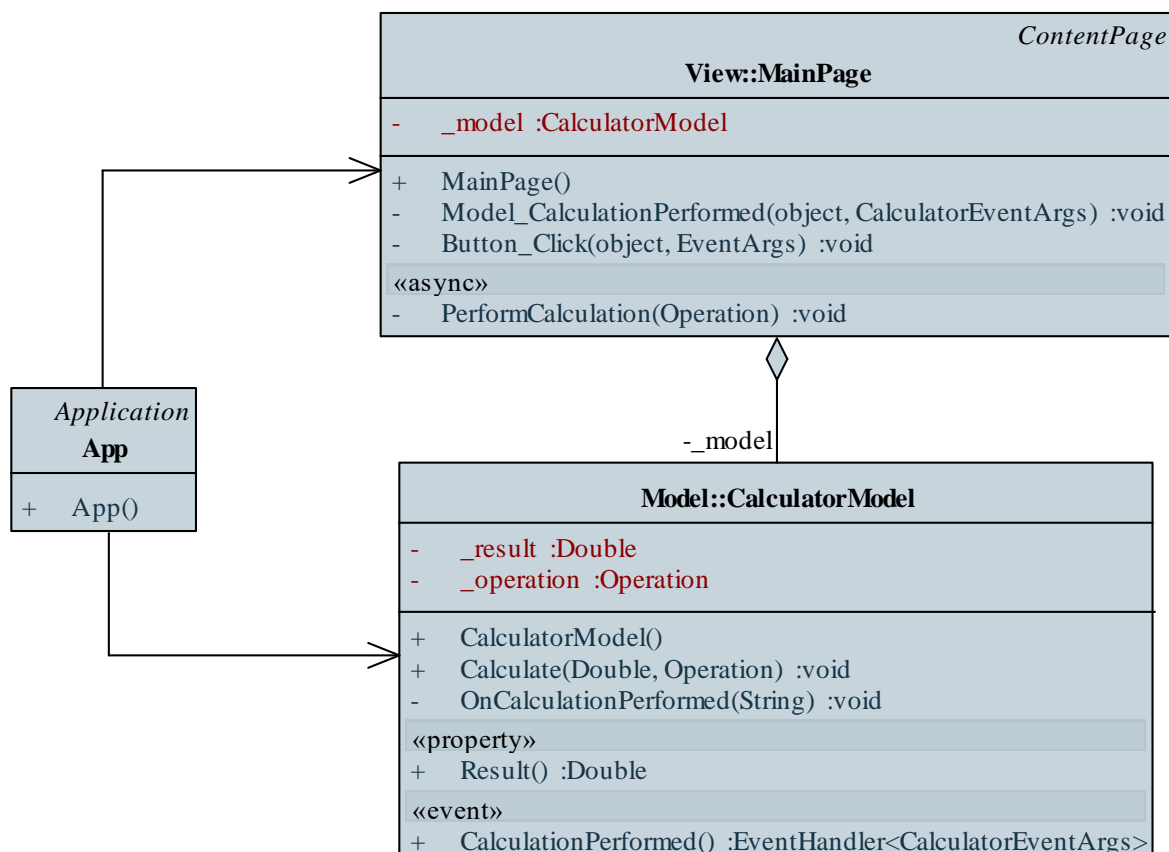 ContentPage
View::MainPage
- _model :CalculatorModel
+ MainPage()
- Model_CalculationPerformed(object, CalculatorEventArgs) :void
- Button_Click(object, EventArgs) :void
«async»
- PerformCalculation(Operation) :void
Application
App
+ App()
-_model
Model::CalculatorModel
- _result :Double
- _operation :Operation
+ CalculatorModel()
+ Calculate(Double, Operation) :void
- OnCalculationPerformed(String) :void
«property»
+ Result() :Double
«event»
+ CalculationPerformed() :EventHandler<CalculatorEventArgs>